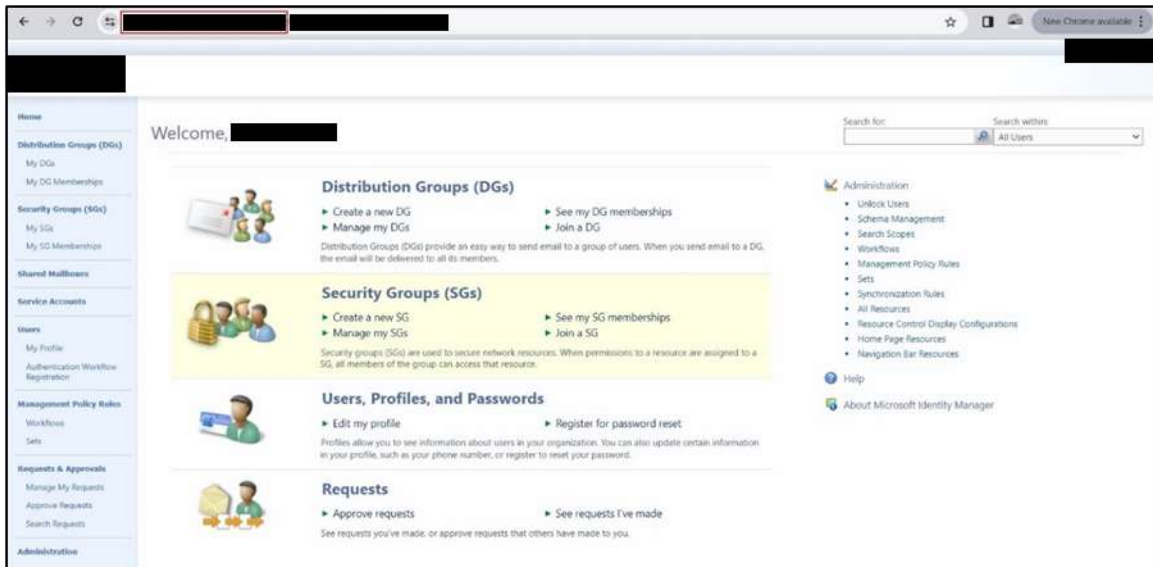 New Chrome available
Home
Distribution Groups (DGs)
My DGs
My DG Memberships
Security Groups (SGs)
My SGs
My SG Memberships
Shared Mailboxes
Service Accounts
Users
My Profile
Authentication Workflow
Registration
Management Policy Rules
Workflows
Sets
Requests & Approvals
Manage My Requests
Approve Requests
Search Requests
Administration
Welcome,
Search for:
Search within:
All Users
Distribution Groups (DGs)
Create a new DG
See my DG memberships
Manage my DGs
Join a DG
Distribution Groups (DGs) provide an easy way to send email to a group of users. When you send email to a DG,
the email will be delivered to all its members.
Security Groups (SGs)
Create a new SG
See my SG memberships
Manage my SGs
Join a SG
Security groups (SGs) are used to secure network resources. When permissions to a resource are assigned to a
SG, all members of the group can access that resource.
Users, Profiles, and Passwords
Edit my profile
Register for password reset
Profiles allow you to see information about users in your organization. You can also update certain information
in your profile, such as your phone number, or register to reset your password.
Requests
Approve requests
See requests I've made
See requests you've made, or approve requests that others have made to you.
Administration
Unlock Users
Schema Management
Search Scopes
Workflows
Management Policy Rules
Sets
Synchronization Rules
All Resources
Resource Control Display Configurations
Home Page Resources
Navigation Bar Resources
Help
About Microsoft Identity Manager